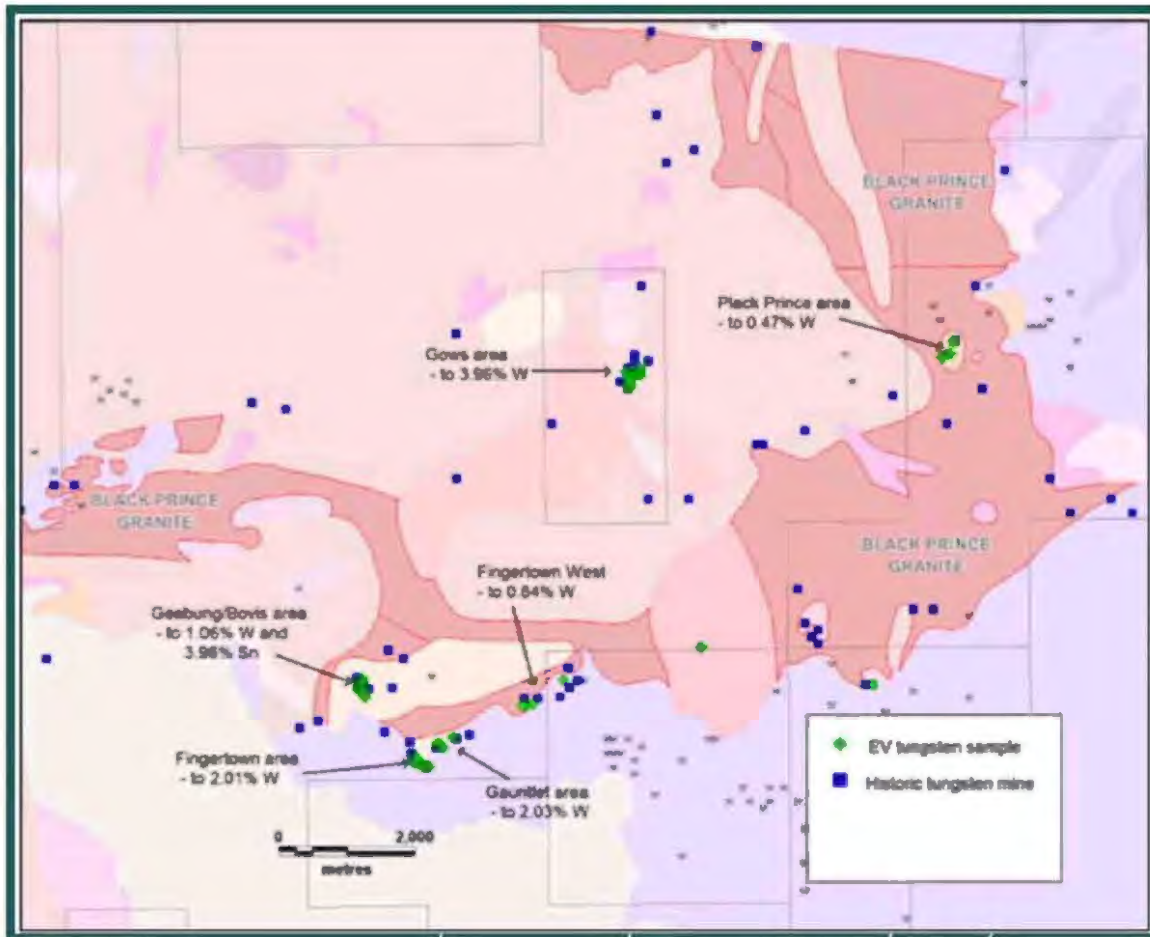 BLACK PRINCE
GRANITE
Plack Prince area
- to 0.47% W
Gows area
- to 3.96% W
BLACK PRINCE
GRANITE
BLACK PRINCE
GRANITE
Fingertown West
- to 0.84% W
Geebung/Bovis area
- to 1.06% W and
3.98% Sn
Fingertown area
- to 2.01% W
Gauntlet area
- to 2.03% W
0 2,000
metres
EV tungsten sample
Historic tungsten mine